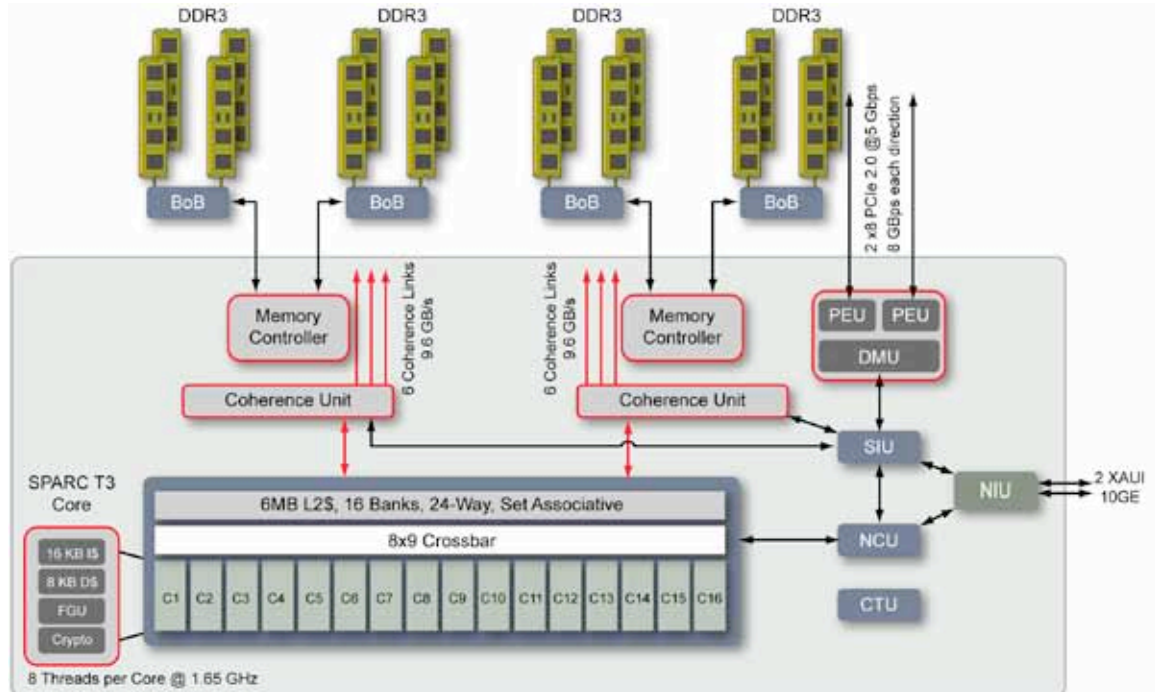 DDR3
DDR3
DDR3
DDR3
BoB
BoB
BoB
BoB
2 x8 PCIe 2.0 @5 Gbps
8 GBps each direction
6 Coherence Links
9.6 GB/s
6 Coherence Links
9.6 GB/s
Memory
Controller
Memory
Controller
PEU
PEU
DMU
Coherence Unit
Coherence Unit
SIU
SPARC T3
Core
6MB L2$, 16 Banks, 24-Way, Set Associative
NIU
2 XAUI
10GE
8x9 Crossbar
NCU
16 KB I$
8 KB D$
FGU
Crypto
C1 C2 C3 C4 C5 C6 C7 C8 C9 C10 C11 C12 C13 C14 C15 C16
CTU
8 Threads per Core @ 1.65 GHz